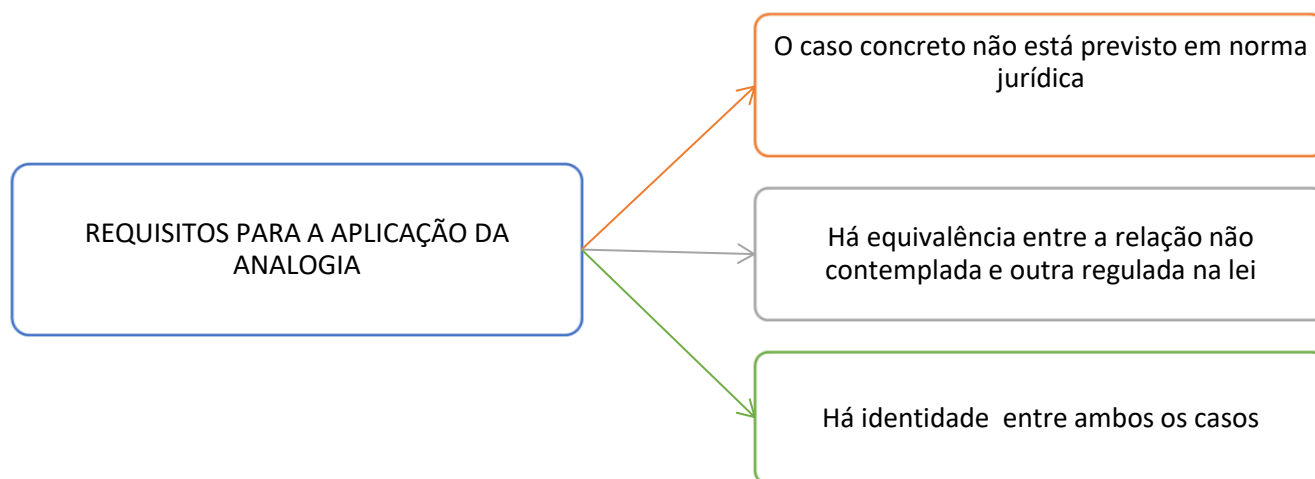 REQUISITOS PARA A APLICAÇÃO DA
ANALOGIA
O caso concreto não está previsto em norma
jurídica
Há equivalência entre a relação não
contemplada e outra regulada na lei
Há identidade  entre ambos os casos